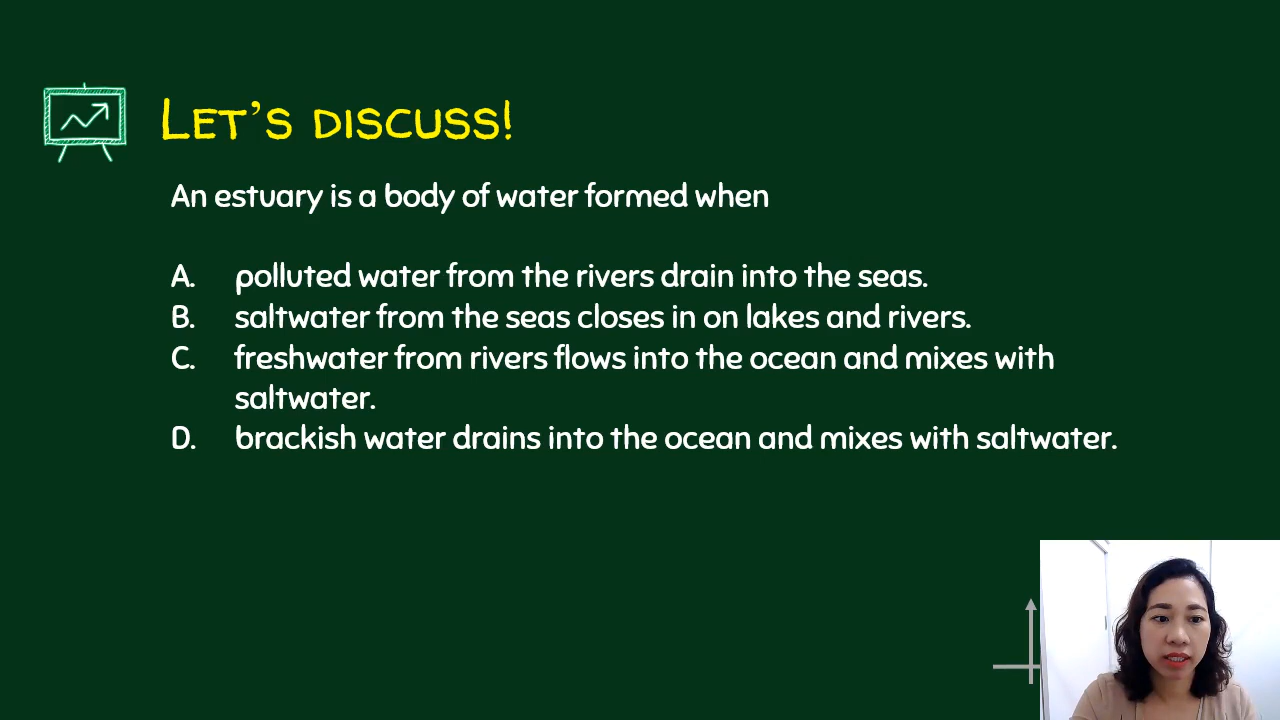 Let's discuss!
An estuary is a body of water formed when
A. polluted water from the rivers drain into the seas.
B. saltwater from the seas closes in on lakes and rivers.
C. freshwater from rivers flows into the ocean and mixes with
saltwater.
D. brackish water drains into the ocean and mixes with saltwater.